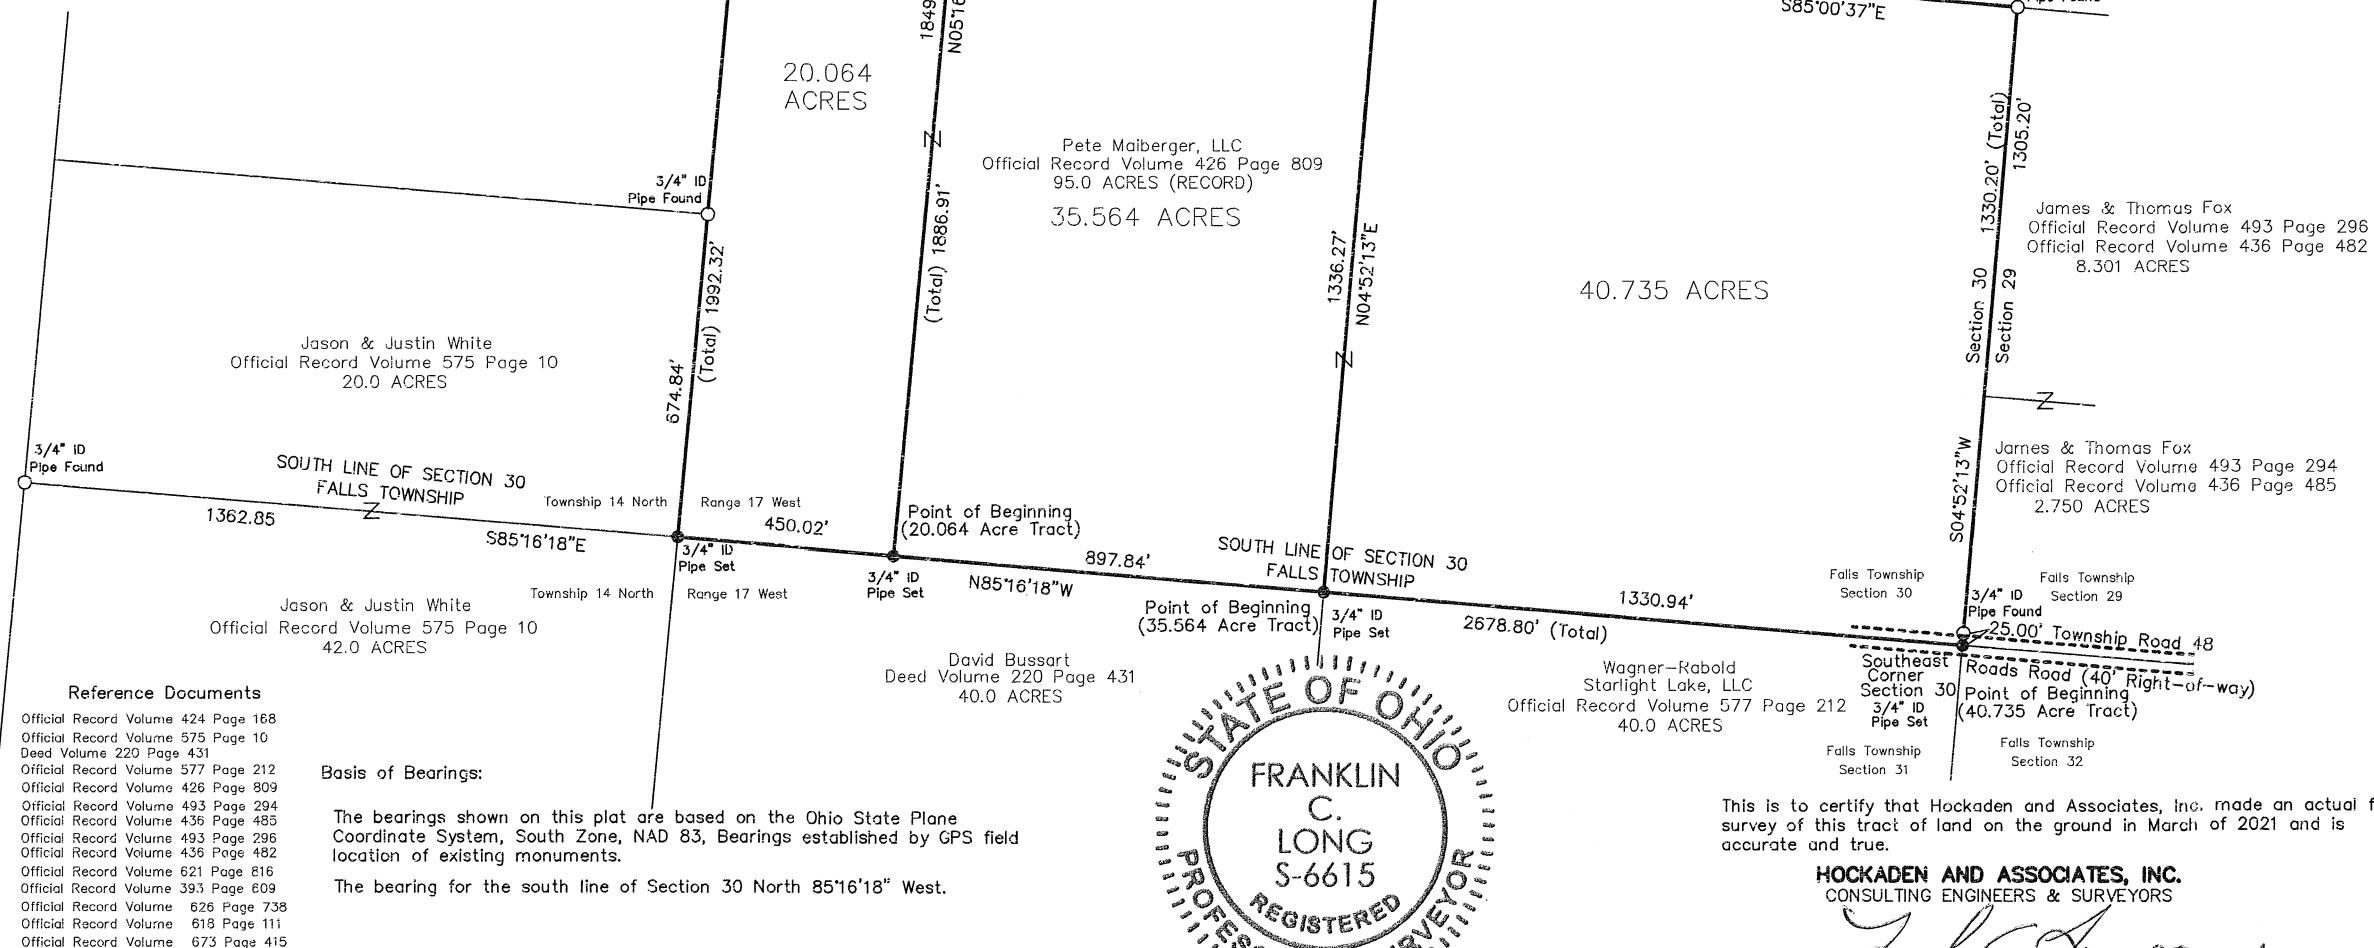 S85°00'37"E
1849
N05°16
20.064
ACRES
1330.20' (Total)
1305.20'
Pete Maiberger, LLC
Official Record Volume 426 Page 809
95.0 ACRES (RECORD)
35.564 ACRES
3/4" ID
Pipe Found
(Total) 1886.91'
James & Thomas Fox
Official Record Volume 493 Page 296
Official Record Volume 436 Page 482
8.301 ACRES
(Total) 1992.32'
1336.27'
N04°52'13"E
40.735 ACRES
Section 30
Section 29
Jason & Justin White
Official Record Volume 575 Page 10
20.0 ACRES
674.84'
3/4" ID
Pipe Found
SOUTH LINE OF SECTION 30
FALLS TOWNSHIP
1362.85
S85°16'18"E
Township 14 North
Range 17 West
450.02'
3/4" ID
Pipe Set
Point of Beginning
(20.064 Acre Tract)
3/4" ID
Pipe Set
897.84'
N85°16'18"W
SOUTH LINE OF SECTION 30
FALLS TOWNSHIP
S04°52'13"W
James & Thomas Fox
Official Record Volume 493 Page 294
Official Record Volume 436 Page 485
2.750 ACRES
Township 14 North
Range 17 West
Jason & Justin White
Official Record Volume 575 Page 10
42.0 ACRES
Point of Beginning
(35.564 Acre Tract)
3/4" ID
Pipe Set
1330.94'
2678.80' (Total)
Falls Township
Section 30
Falls Township
Section 29
3/4" ID
Pipe Found
25.00'
Township Road 48
Roads Road (40' Right-of-way)
Southeast
Corner
Section 30
3/4" ID
Pipe Set
Point of Beginning
(40.735 Acre Tract)
David Bussart
Deed Volume 220 Page 431
40.0 ACRES
Wagner-Rabold
Starlight Lake, LLC
Official Record Volume 577 Page 212
40.0 ACRES
Falls Township
Section 31
Falls Township
Section 32
Reference Documents
Official Record Volume 424 Page 168
Official Record Volume 575 Page 10
Deed Volume 220 Page 431
Official Record Volume 577 Page 212
Official Record Volume 426 Page 809
Official Record Volume 493 Page 294
Official Record Volume 436 Page 485
Official Record Volume 493 Page 296
Official Record Volume 436 Page 482
Official Record Volume 621 Page 816
Official Record Volume 393 Page 609
Official Record Volume 626 Page 738
Official Record Volume 618 Page 111
Official Record Volume 673 Page 415
Basis of Bearings:
The bearings shown on this plat are based on the Ohio State Plane
Coordinate System, South Zone, NAD 83, Bearings established by GPS field
location of existing monuments.
The bearing for the south line of Section 30 North 85°16'18" West.
STATE OF OHIO
FRANKLIN
C.
LONG
S-6615
REGISTERED
This is to certify that Hockaden and Associates, Inc. made an actual f
survey of this tract of land on the ground in March of 2021 and is
accurate and true.
HOCKADEN AND ASSOCIATES, INC.
CONSULTING ENGINEERS & SURVEYORS